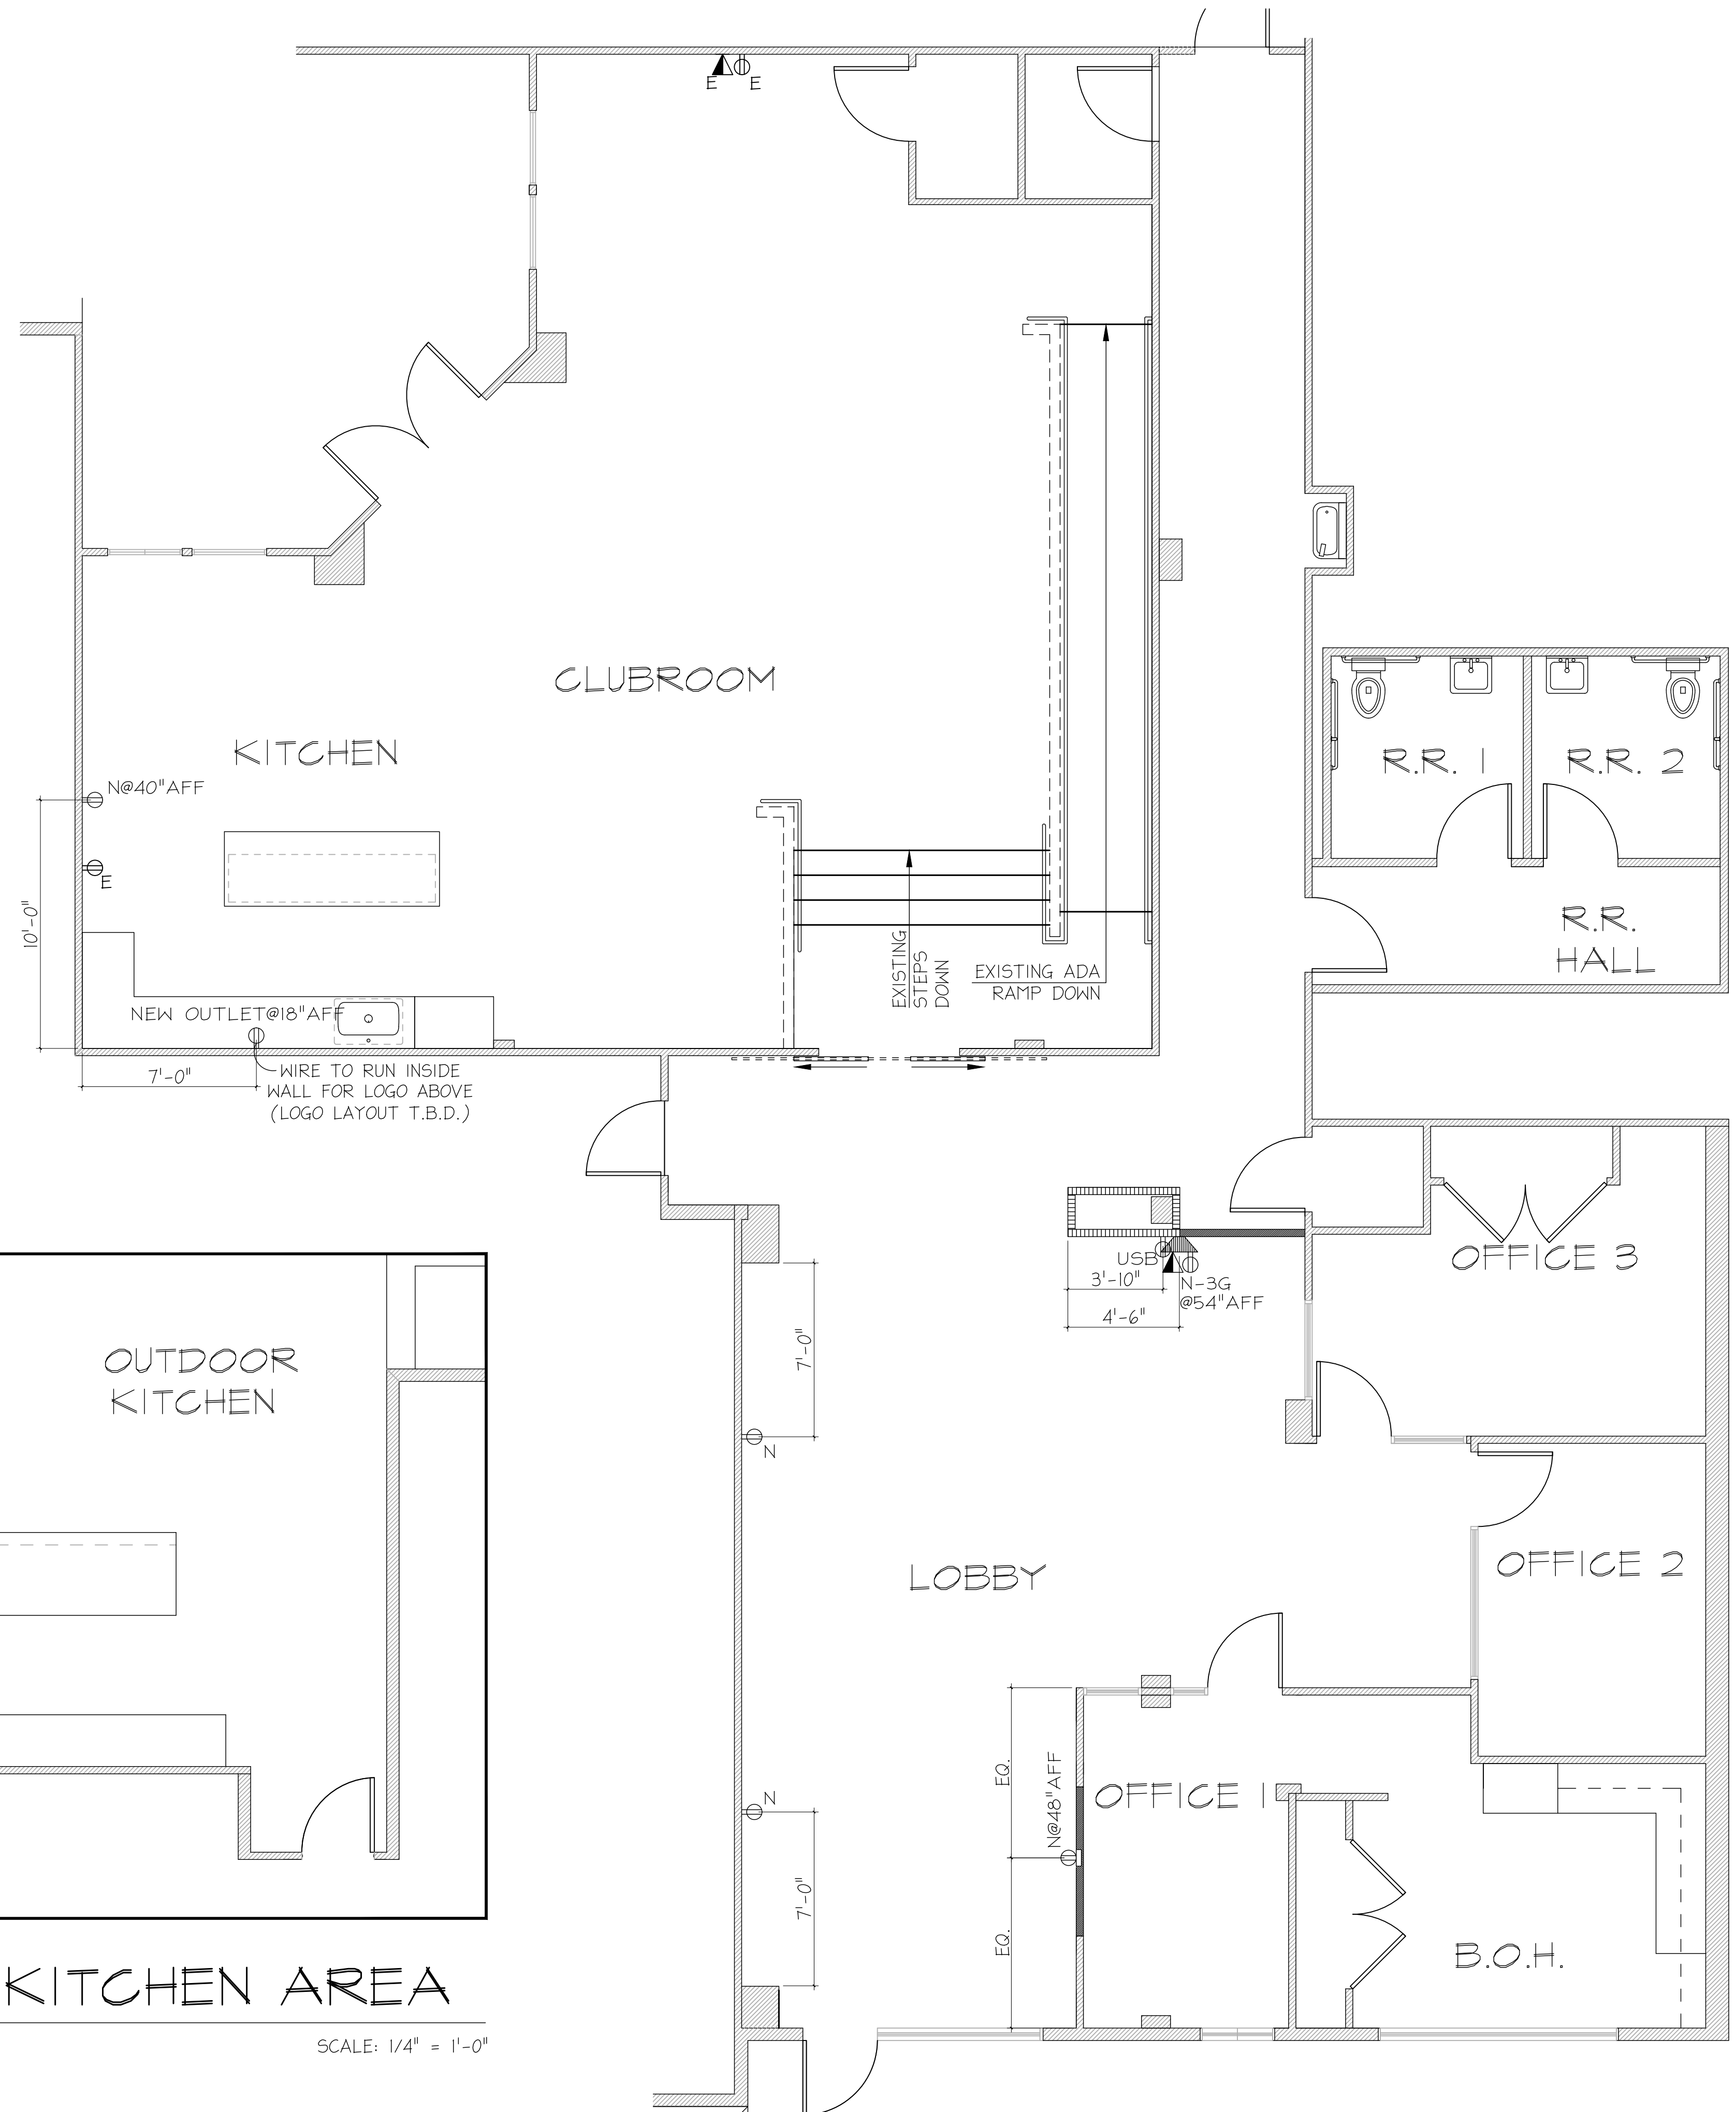 E
E
CLUBROOM
KITCHEN
N@40"AFF
E
10'-0"
R.R. 1
R.R. 2
R.R.
HALL
EXISTING
STEPS
DOWN
EXISTING ADA
RAMP DOWN
NEW OUTLET@18"AFF
7'-0"
WIRE TO RUN INSIDE
WALL FOR LOGO ABOVE
(LOGO LAYOUT T.B.D.)
USB
3'-10"
N-3G
@54"AFF
4'-6"
OFFICE 3
7'-0"
N
OUTDOOR
KITCHEN
LOBBY
OFFICE 2
EQ.
N@48"AFF
OFFICE 1
N
7'-0"
EQ.
B.O.H.
KITCHEN AREA
SCALE: 1/4" = 1'-0"